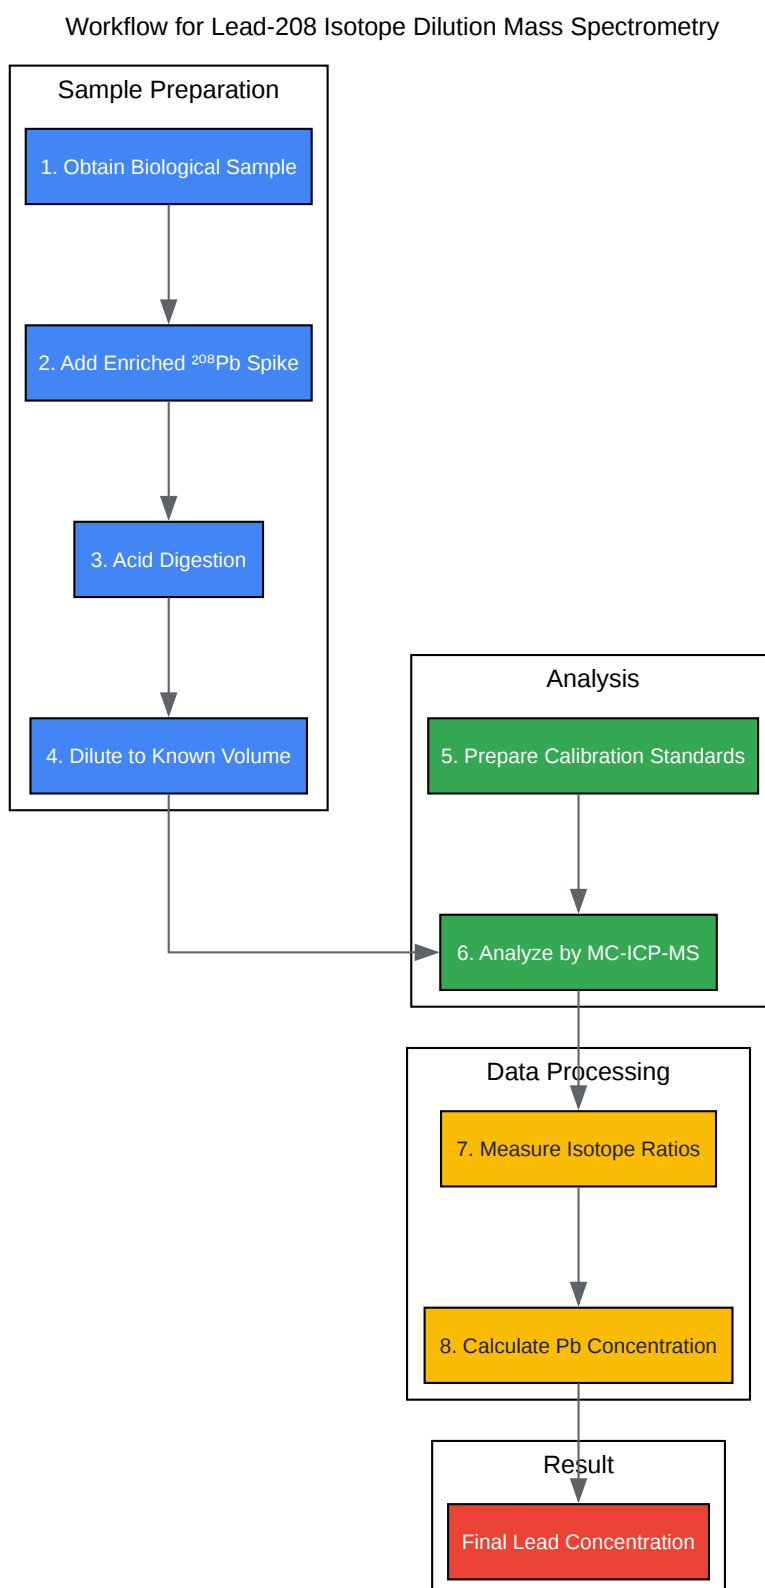 Workflow for Lead-208 Isotope Dilution Mass Spectrometry
Sample Preparation
1. Obtain Biological Sample
2. Add Enriched ²⁰⁸Pb Spike
3. Acid Digestion
4. Dilute to Known Volume
Analysis
5. Prepare Calibration Standards
6. Analyze by MC-ICP-MS
Data Processing
7. Measure Isotope Ratios
8. Calculate Pb Concentration
Result
Final Lead Concentration